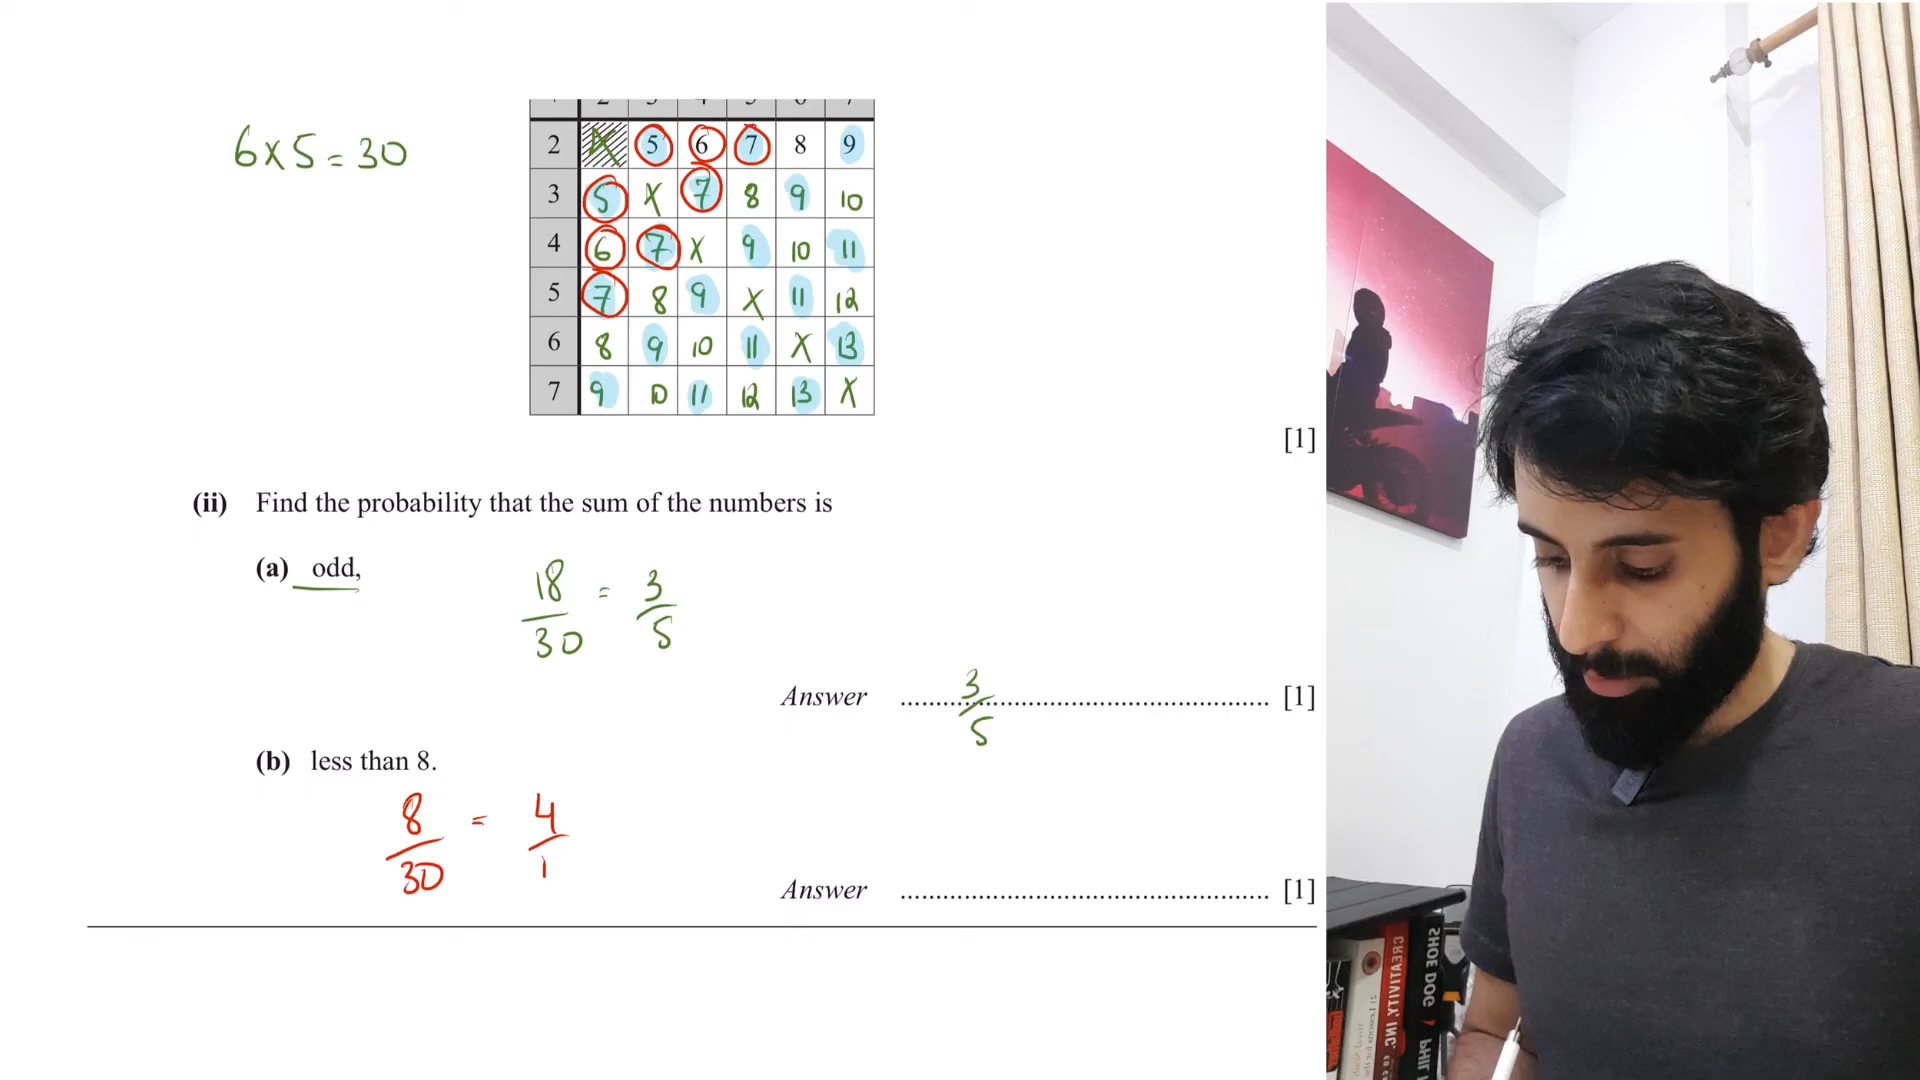 6 x 5 = 30
+ 2 3 4 5 6 7
2 X 5 6 7 8 9
3 5 X 7 8 9 10
4 6 7 X 9 10 11
5 7 8 9 X 11 12
6 8 9 10 11 X 13
7 9 10 11 12 13 X
[1]
(ii) Find the probability that the sum of the numbers is
(a) odd,
18/30 = 3/5
Answer ........3/5........ [1]
(b) less than 8.
8/30 = 4/1
Answer ................ [1]
CREATIVITY, INC.
SHOE DOG
PHIL